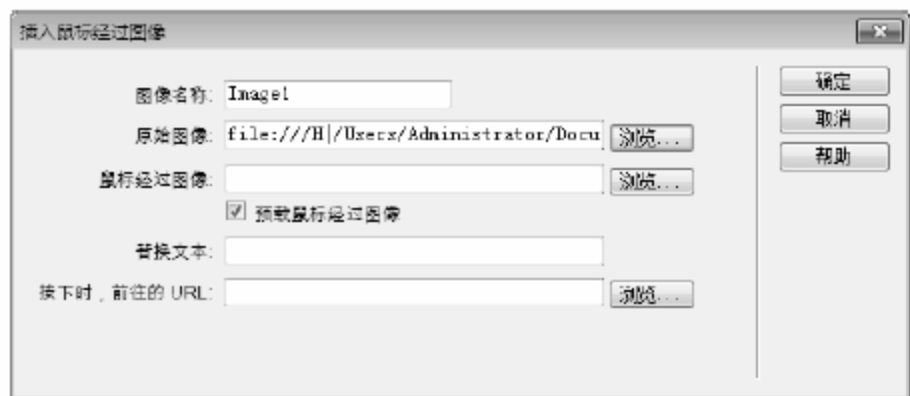 插入鼠标经过图像
图像名称: Image1
原始图像: file:///H|/Users/Administrator/Docu 浏览...
鼠标经过图像: 浏览...
预载鼠标经过图像
替换文本:
按下时，前往的 URL: 浏览...
确定
取消
帮助